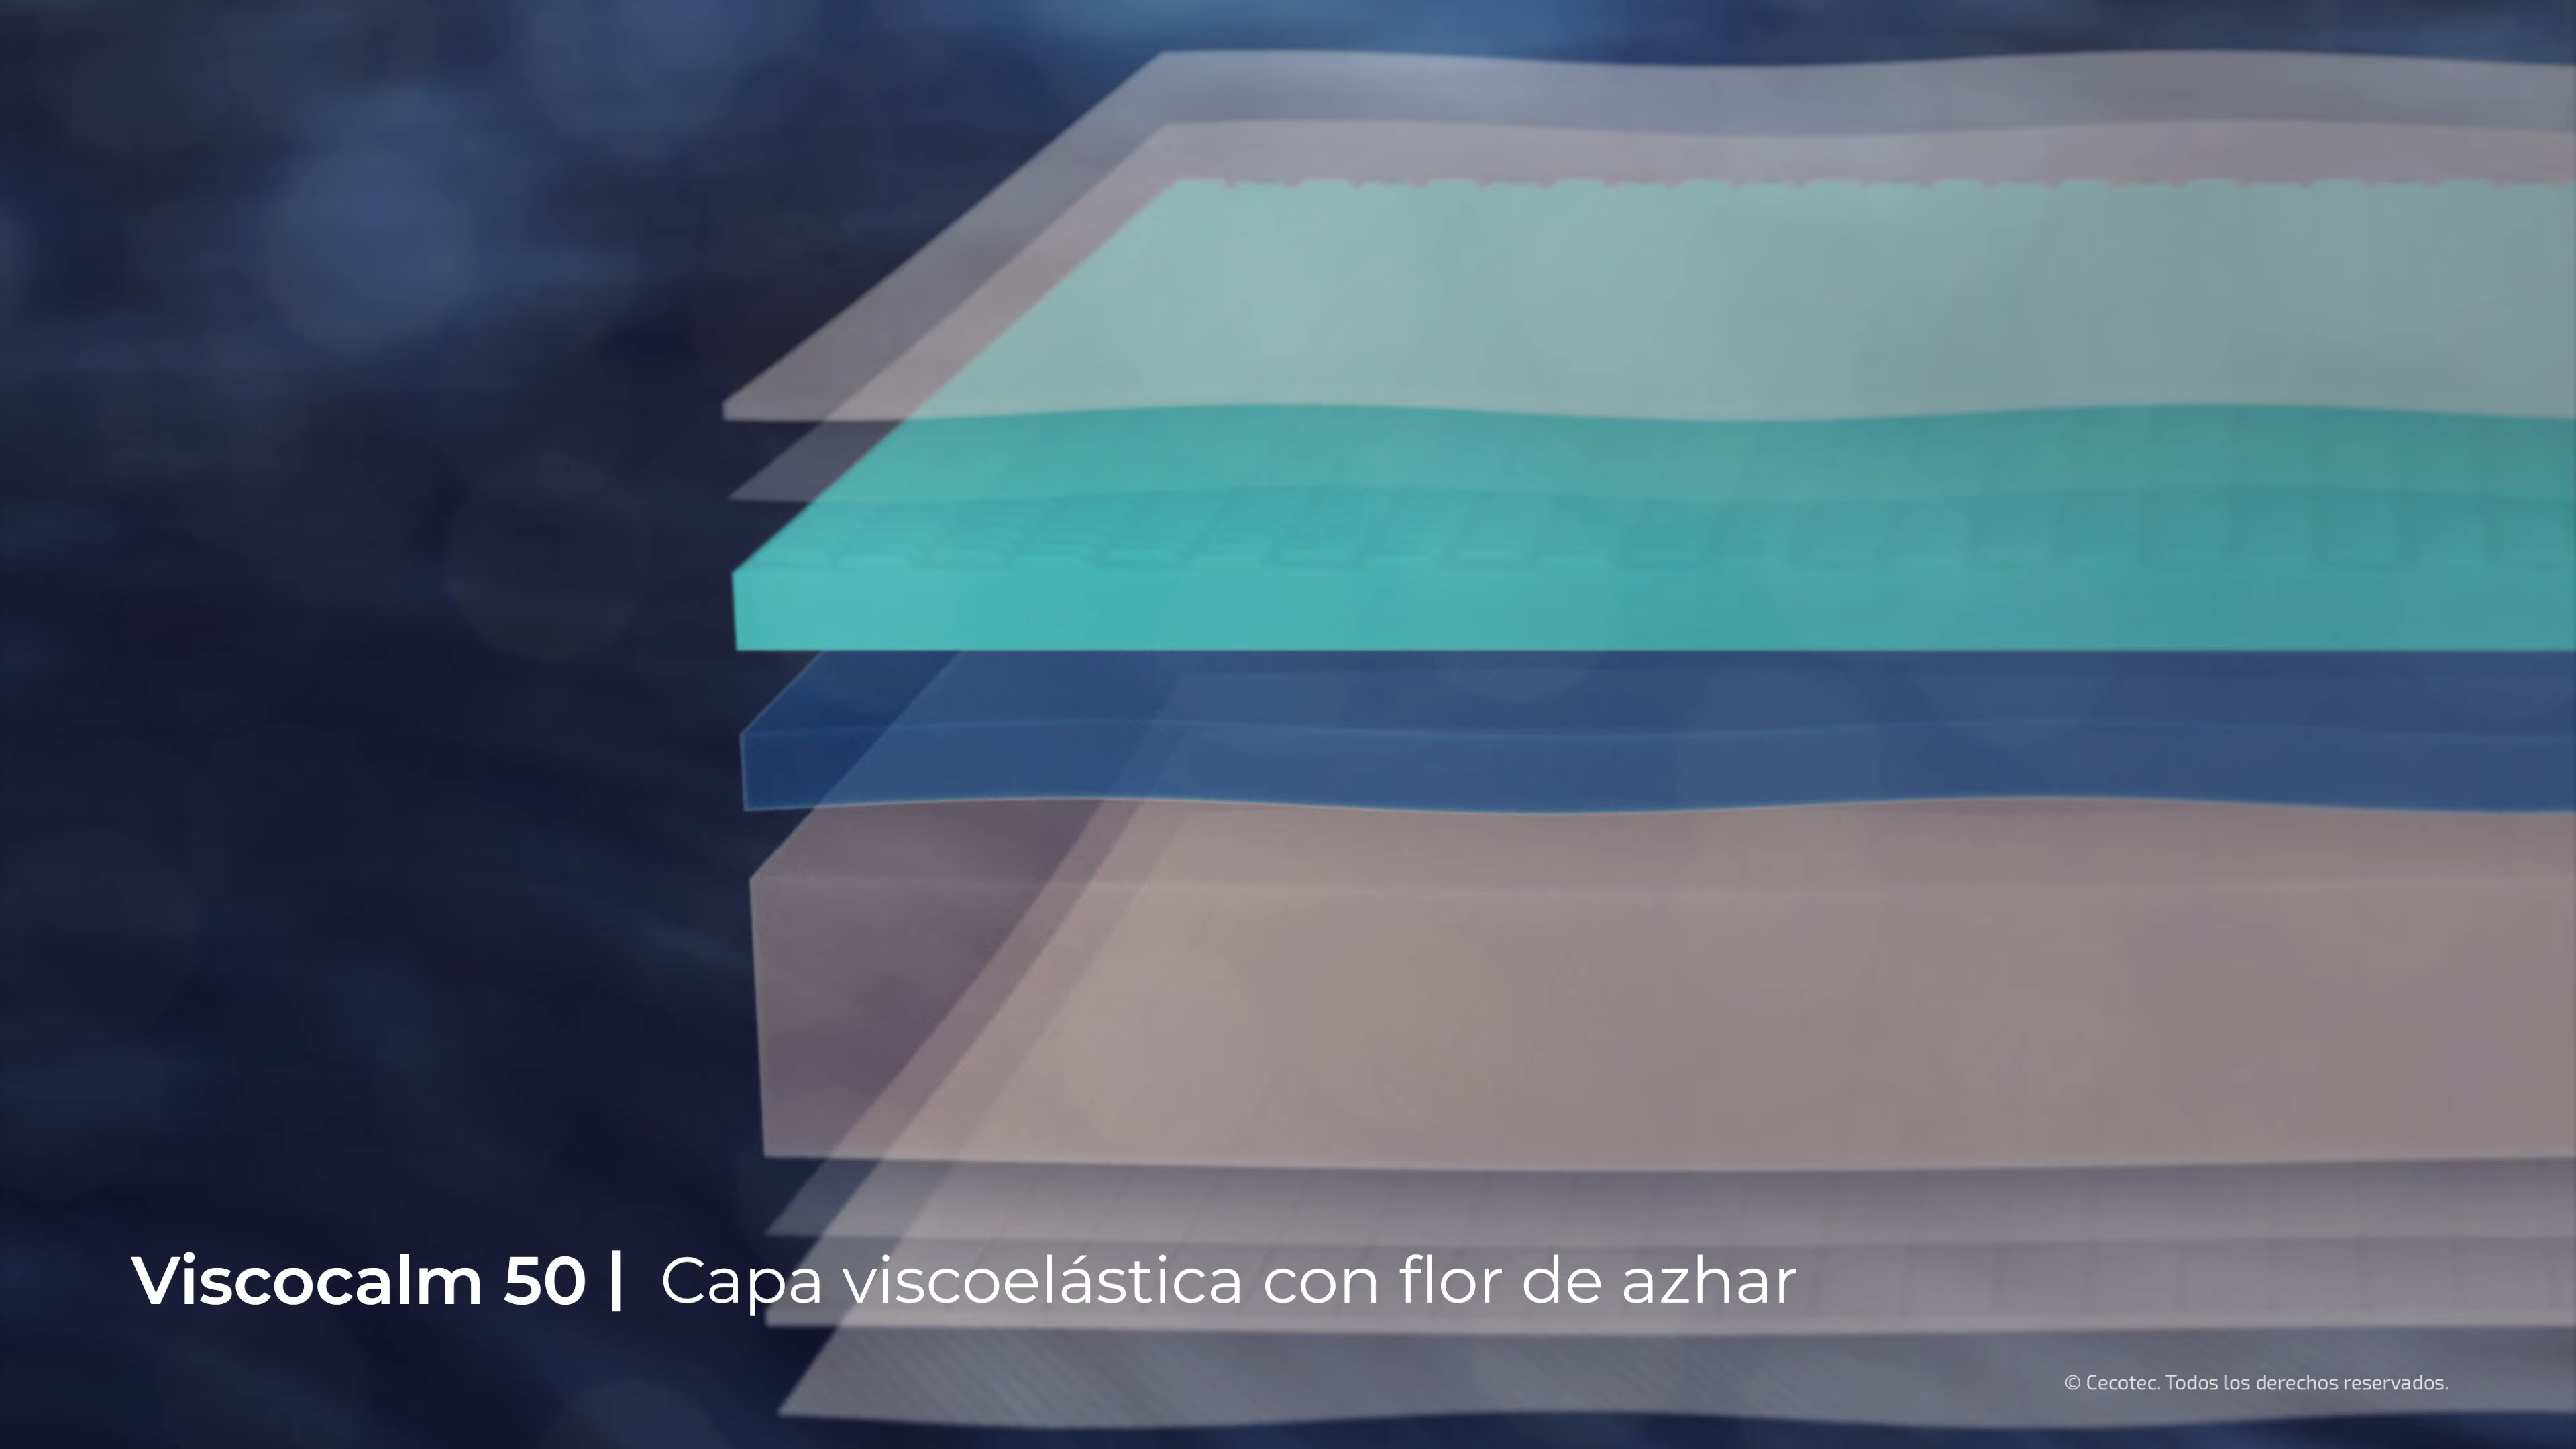 Viscocalm 50 | Capa viscoelástica con flor de azhar
© Cecotec. Todos los derechos reservados.